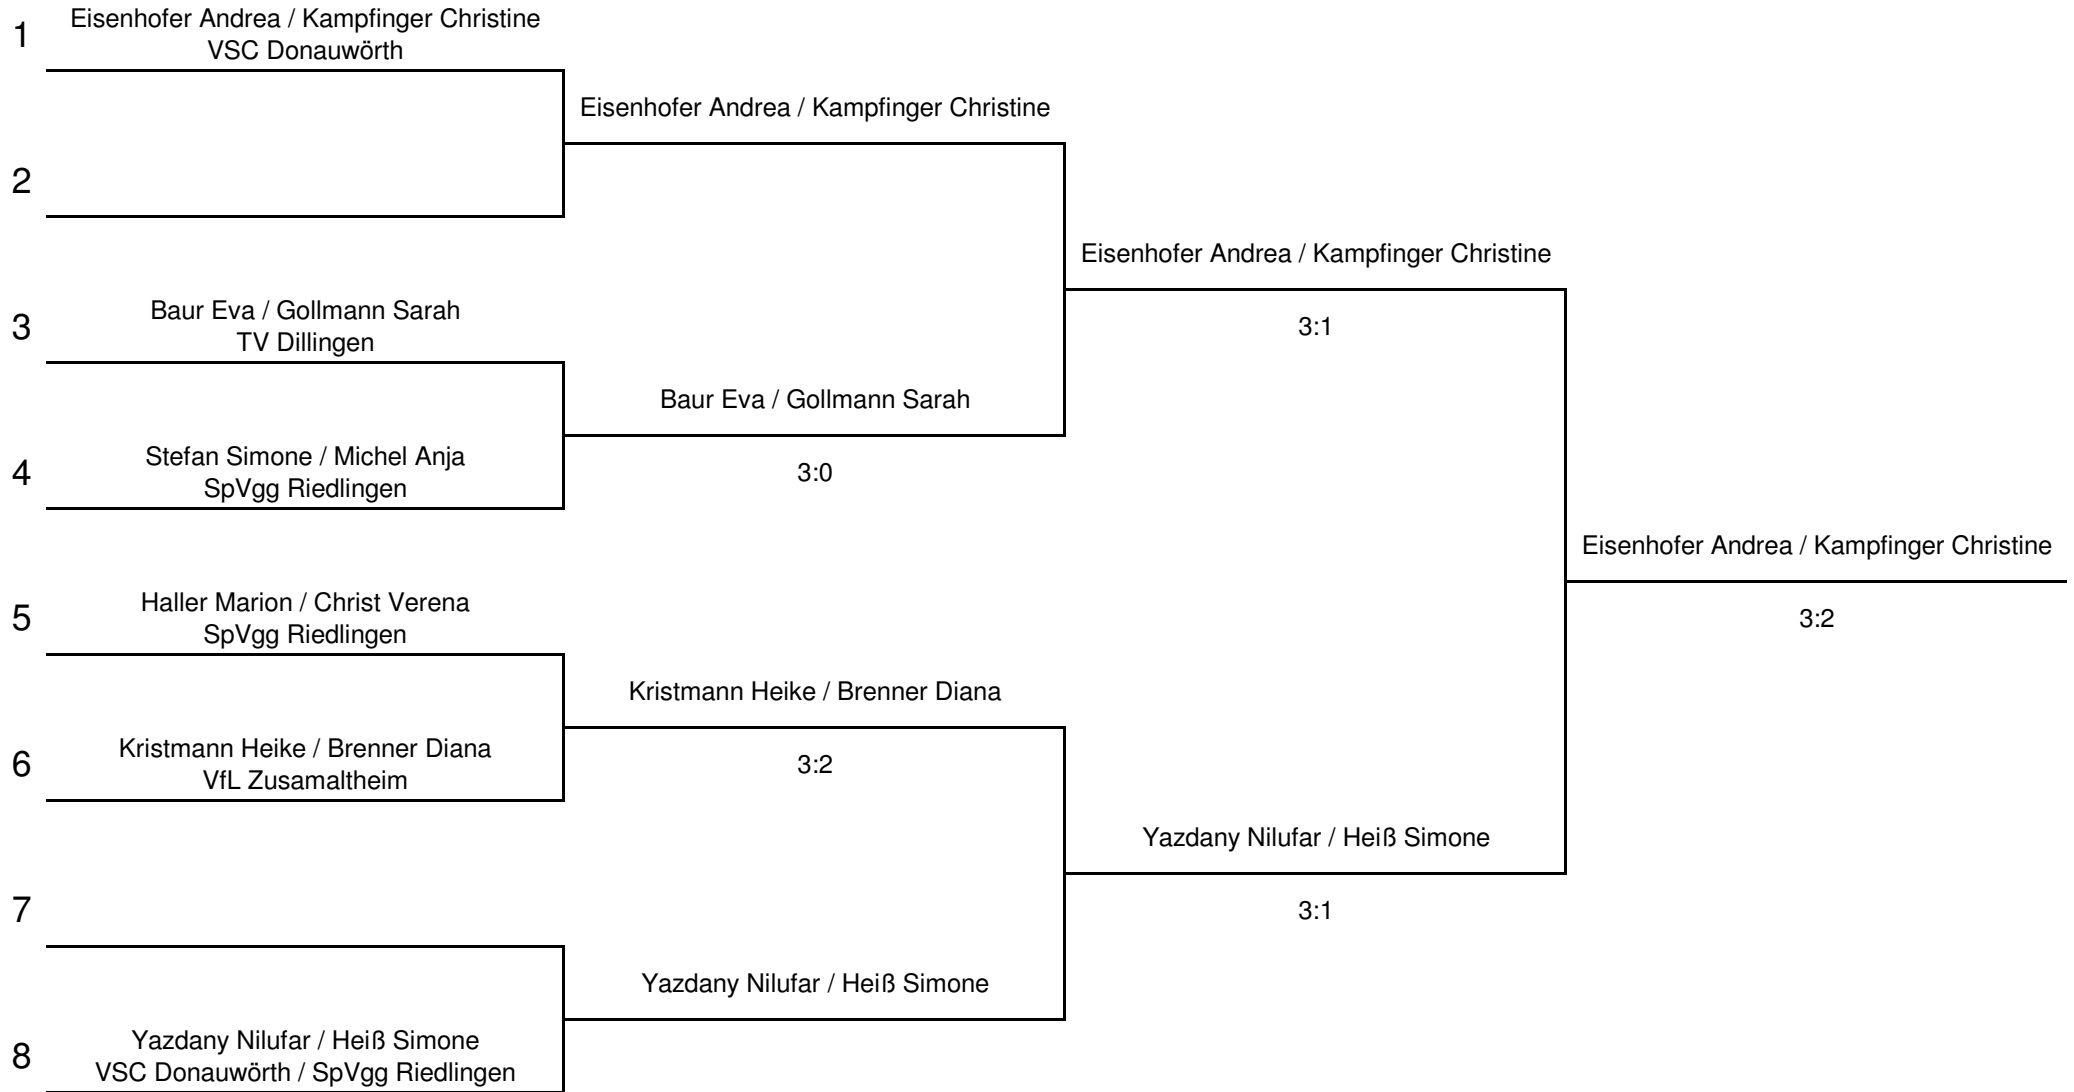 1
Eisenhofer Andrea / Kampfinger Christine
VSC Donauwörth
Eisenhofer Andrea / Kampfinger Christine
2
Eisenhofer Andrea / Kampfinger Christine
3
Baur Eva / Gollmann Sarah
TV Dillingen
3:1
Baur Eva / Gollmann Sarah
4
Stefan Simone / Michel Anja
SpVgg Riedlingen
3:0
Eisenhofer Andrea / Kampfinger Christine
5
Haller Marion / Christ Verena
SpVgg Riedlingen
3:2
Kristmann Heike / Brenner Diana
6
Kristmann Heike / Brenner Diana
VfL Zusamaltheim
3:2
Yazdany Nilufar / Heiß Simone
7
3:1
Yazdany Nilufar / Heiß Simone
8
Yazdany Nilufar / Heiß Simone
VSC Donauwörth / SpVgg Riedlingen